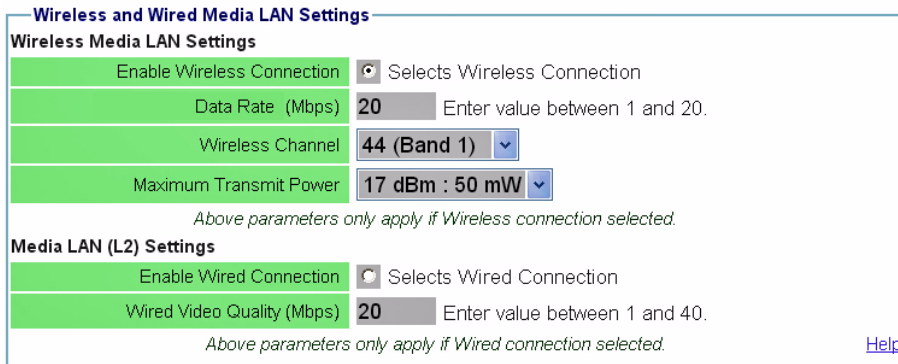 Wireless and Wired Media LAN Settings
Wireless Media LAN Settings
Enable Wireless Connection Selects Wireless Connection
Data Rate (Mbps) 20 Enter value between 1 and 20.
Wireless Channel 44 (Band 1)
Maximum Transmit Power 17 dBm : 50 mW
Above parameters only apply if Wireless connection selected.
Media LAN (L2) Settings
Enable Wired Connection Selects Wired Connection
Wired Video Quality (Mbps) 20 Enter value between 1 and 40.
Above parameters only apply if Wired connection selected. Help